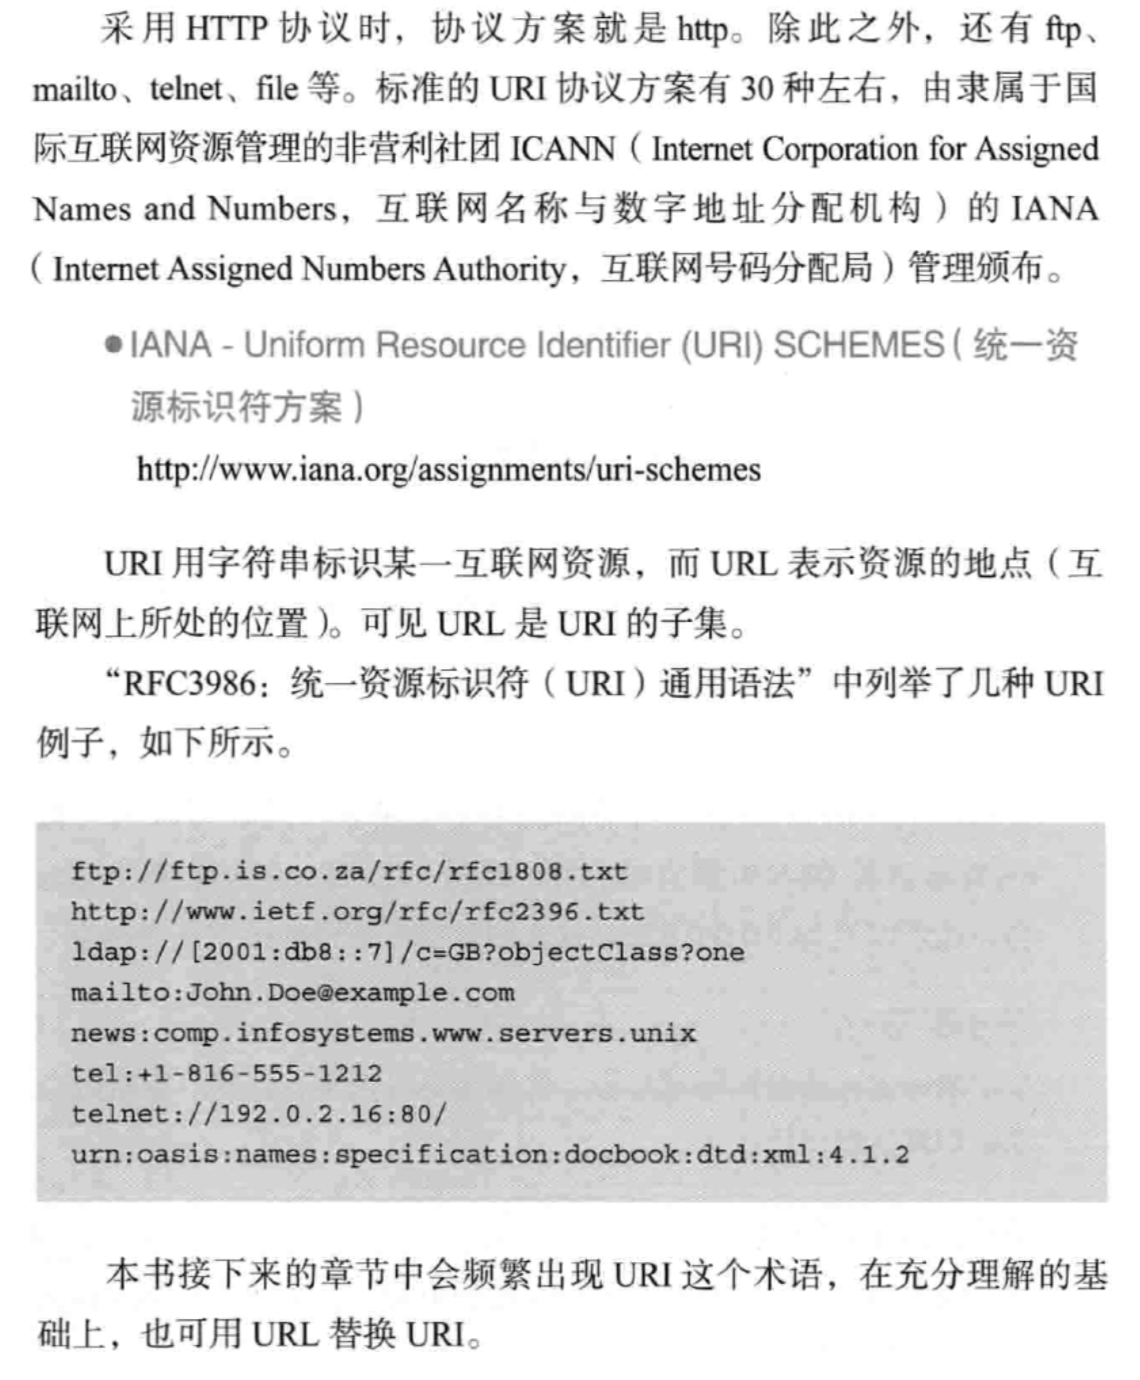 采用 HTTP 协议时，协议方案就是 http。除此之外，还有 ftp、
mailto、telnet、file 等。标准的 URI 协议方案有 30 种左右，由隶属于国
际互联网资源管理的非营利社团 ICANN（Internet Corporation for Assigned
Names and Numbers，互联网名称与数字地址分配机构）的 IANA
（Internet Assigned Numbers Authority，互联网号码分配局）管理颁布。
●IANA - Uniform Resource Identifier (URI) SCHEMES（统一资
源标识符方案）
http://www.iana.org/assignments/uri-schemes
URI 用字符串标识某一互联网资源，而 URL 表示资源的地点（互
联网上所处的位置）。可见 URL 是 URI 的子集。
“RFC3986：统一资源标识符（URI）通用语法”中列举了几种 URI
例子，如下所示。
ftp://ftp.is.co.za/rfc/rfc1808.txt
http://www.ietf.org/rfc/rfc2396.txt
ldap://[2001:db8::7]/c=GB?objectClass?one
mailto:John.Doe@example.com
news:comp.infosystems.www.servers.unix
tel:+1-816-555-1212
telnet://192.0.2.16:80/
urn:oasis:names:specification:docbook:dtd:xml:4.1.2
本书接下来的章节中会频繁出现 URI 这个术语，在充分理解的基
础上，也可用 URL 替换 URI。